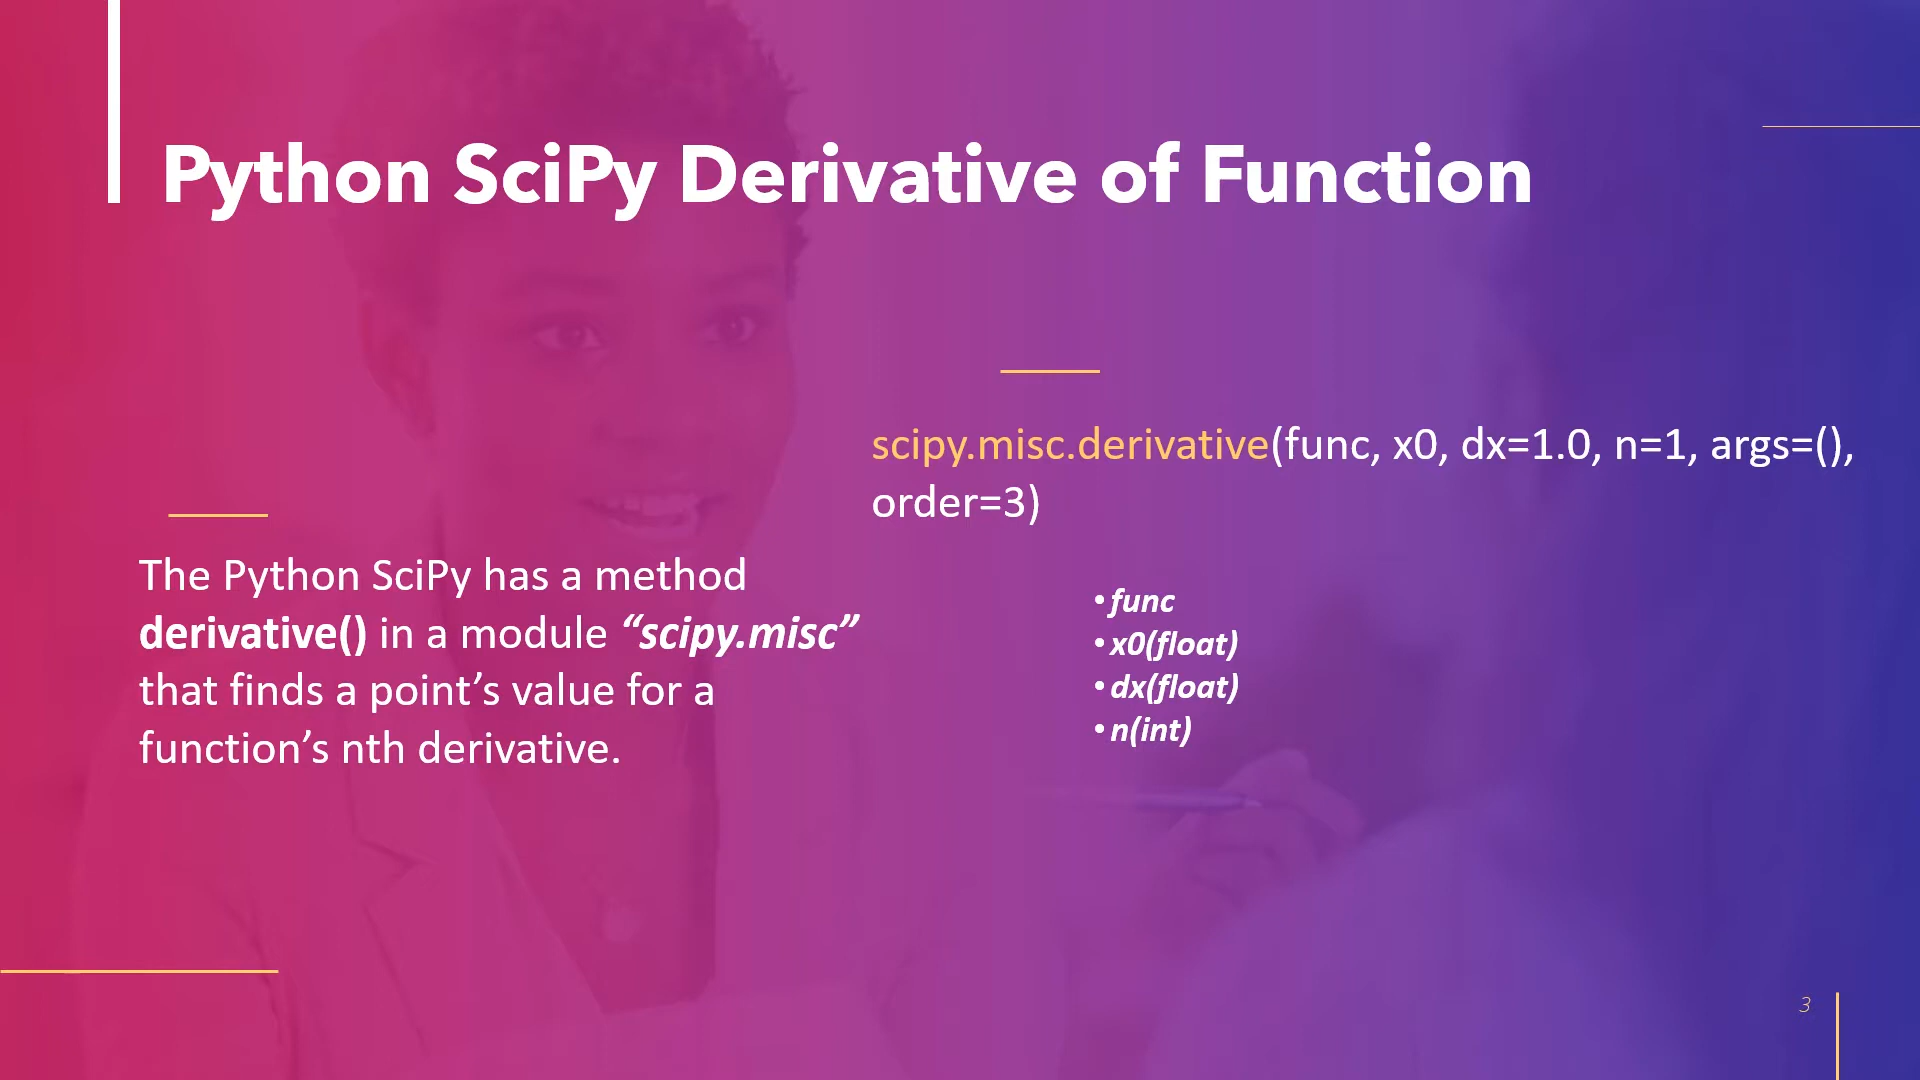 Python SciPy Derivative of Function
The Python SciPy has a method
derivative() in a module “scipy.misc”
that finds a point’s value for a
function’s nth derivative.
scipy.misc.derivative(func, x0, dx=1.0, n=1, args=(),
order=3)
•func
•x0(float)
•dx(float)
•n(int)
3